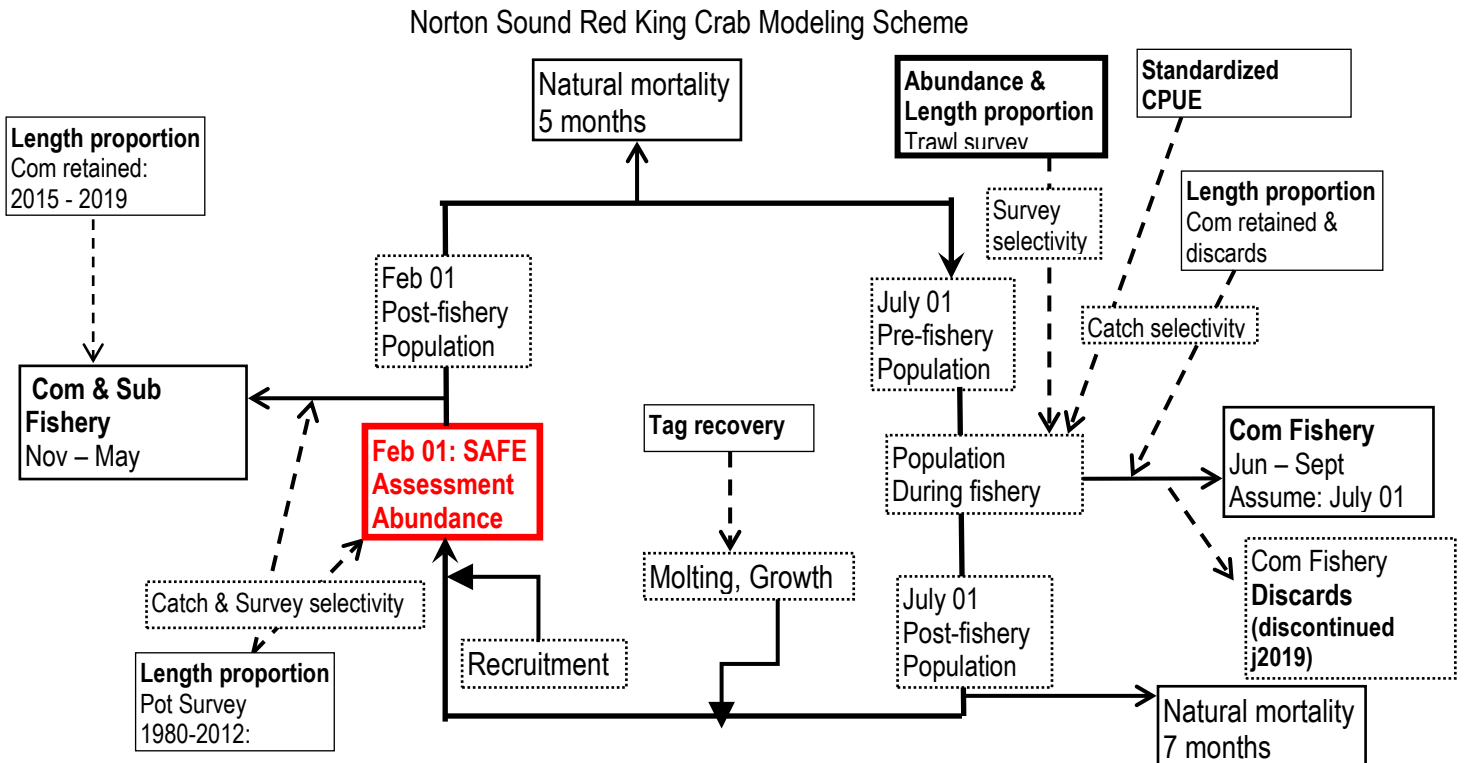 Norton Sound Red King Crab Modeling Scheme
Natural mortality
5 months
Abundance &
Length proportion
Trawl survey
Standardized
CPUE
Length proportion
Com retained:
2015 - 2019
Survey
selectivity
Length proportion
Com retained &
discards
Feb 01
Post-fishery
Population
July 01
Pre-fishery
Population
Catch selectivity
Com & Sub
Fishery
Nov – May
Feb 01: SAFE
Assessment
Abundance
Tag recovery
Population
During fishery
Com Fishery
Jun – Sept
Assume: July 01
Catch & Survey selectivity
Molting, Growth
July 01
Post-fishery
Population
Com Fishery
Discards
(discontinued
j2019)
Recruitment
Length proportion
Pot Survey
1980-2012:
Natural mortality
7 months